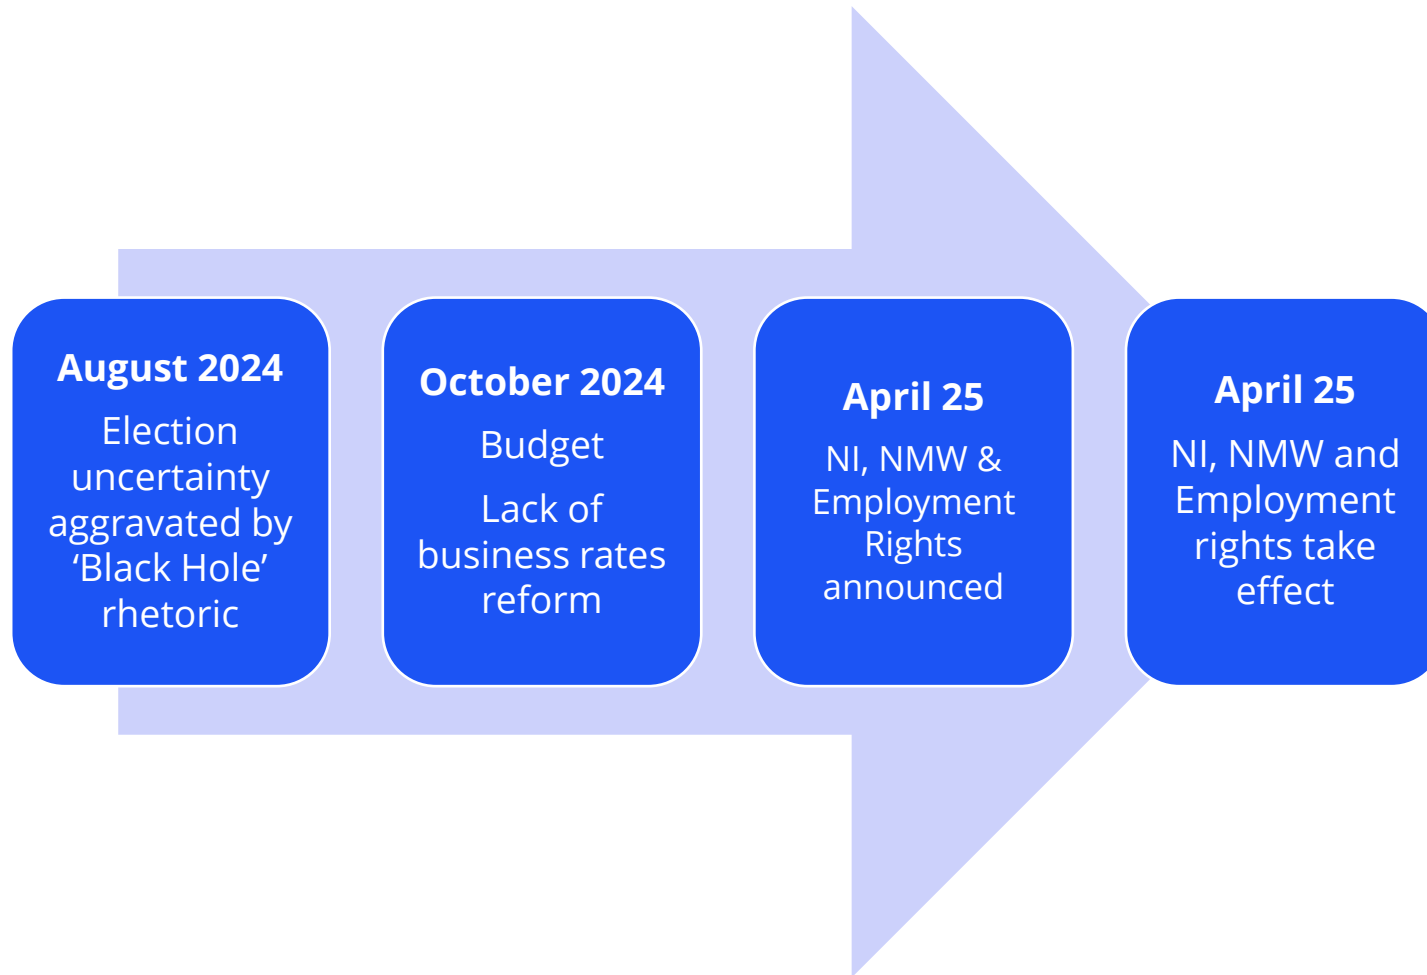 August 2024
Election
uncertainty
aggravated by
‘Black Hole’
rhetoric
October 2024
Budget
Lack of
business rates
reform
April 25
NI, NMW &
Employment
Rights
announced
April 25
NI, NMW and
Employment
rights take
effect